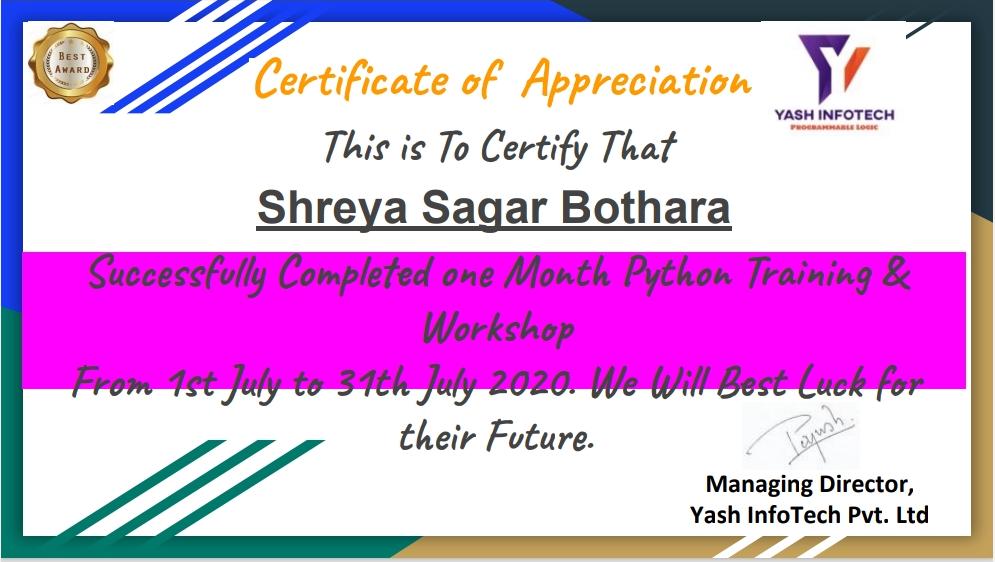 BEST
AWARD
Certificate of Appreciation
YASH INFOTECH
PROGRAMMABLE LOGIC
This is To Certify That
Shreya Sagar Bothara
Successfully Completed one Month Python Training &
Workshop
From 1st July to 31th July 2020. We Will Best Luck for
their Future.
Managing Director,
Yash InfoTech Pvt. Ltd